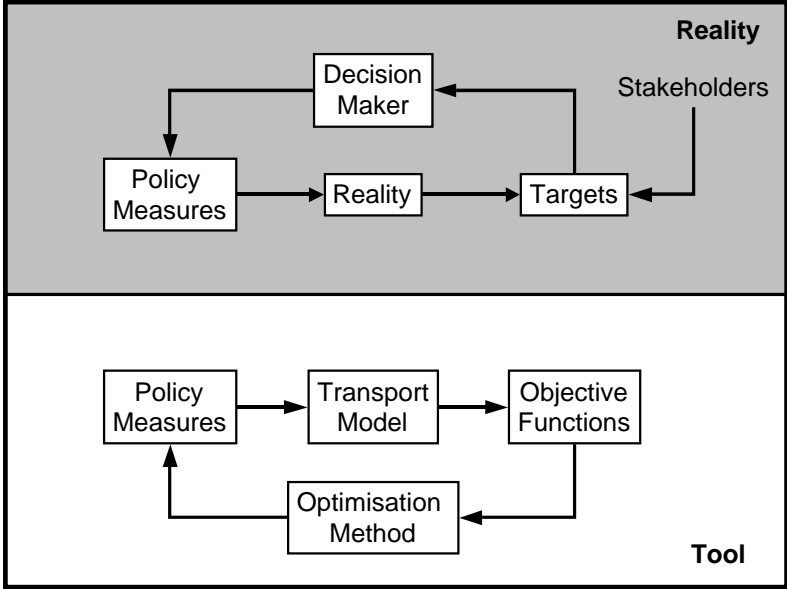 Reality
Decision
Maker
Stakeholders
Policy
Measures
Reality
Targets
Policy
Measures
Transport
Model
Objective
Functions
Optimisation
Method
Tool